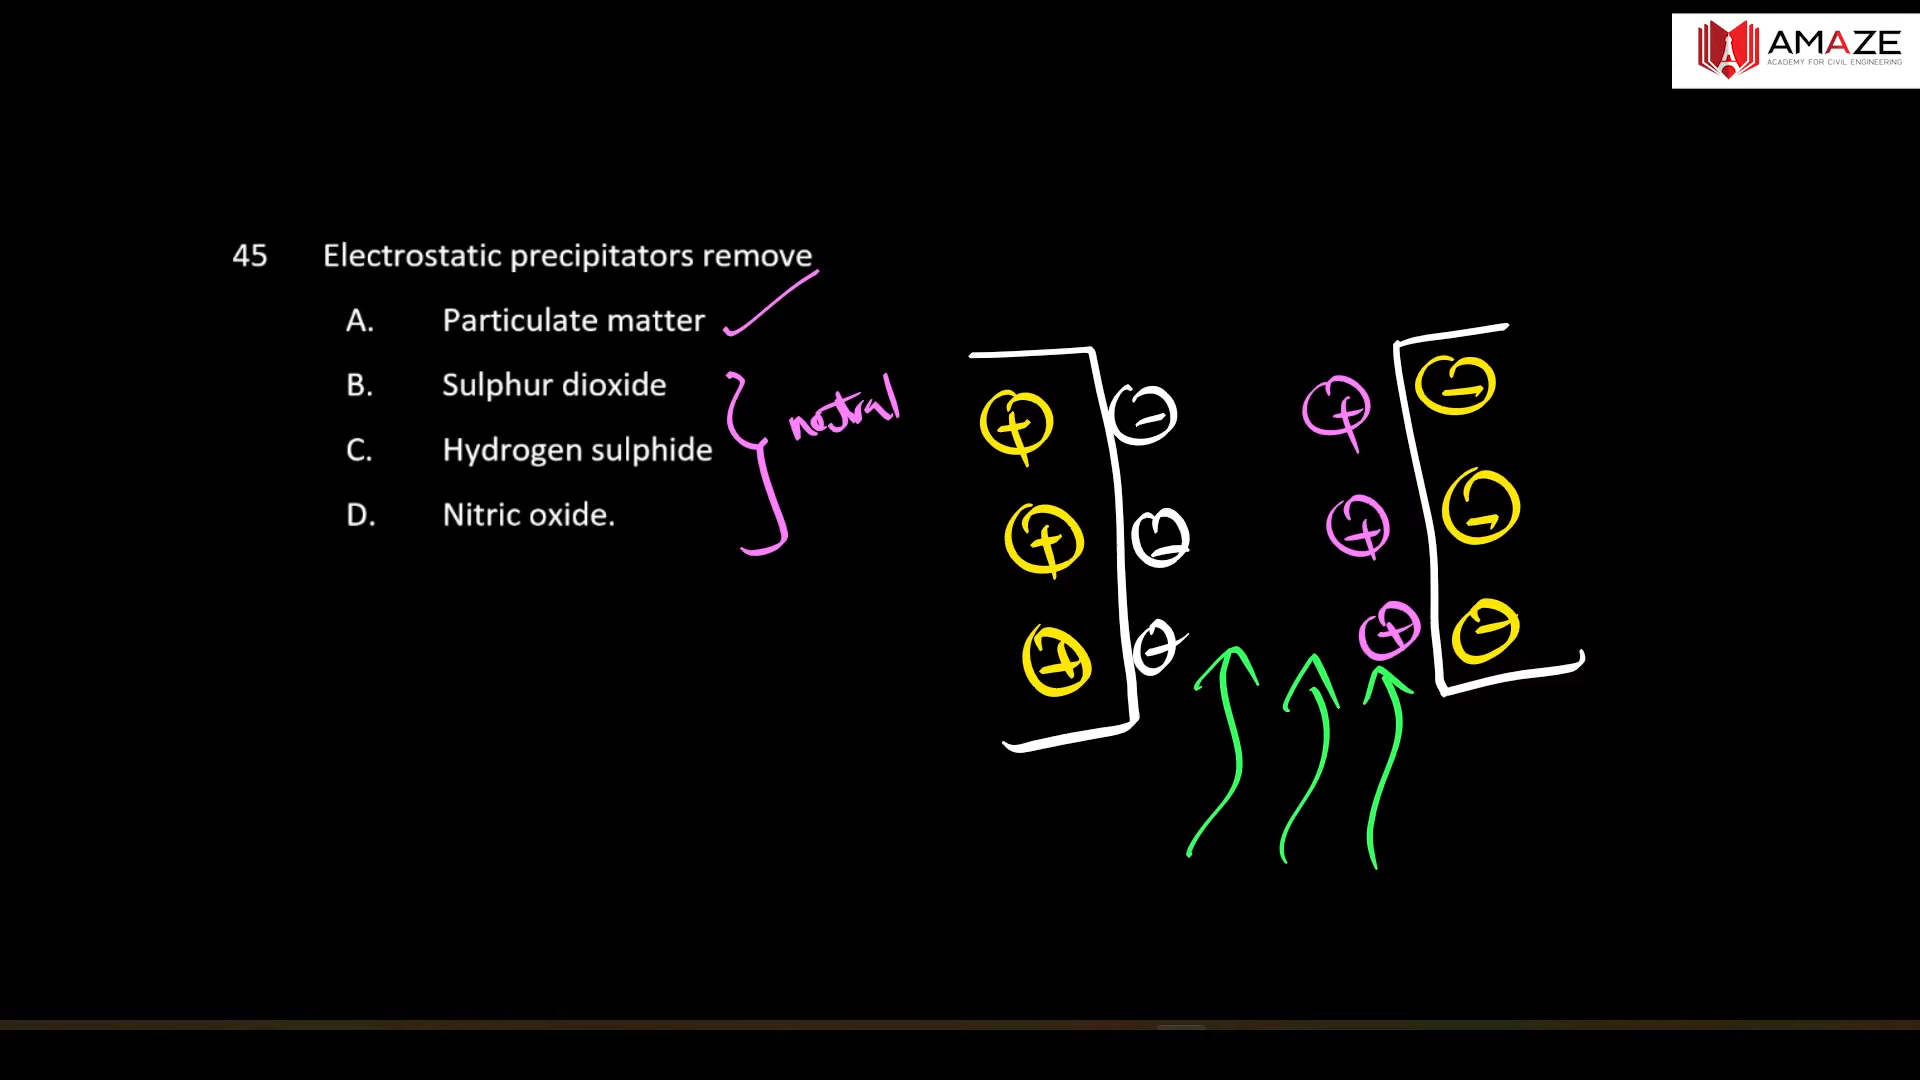 AMAZE
ACADEMY FOR CIVIL ENGINEERING
45 Electrostatic precipitators remove
A. Particulate matter
B. Sulphur dioxide
neutral
C. Hydrogen sulphide
D. Nitric oxide.
+ - + -
+ - + -
+ - + -